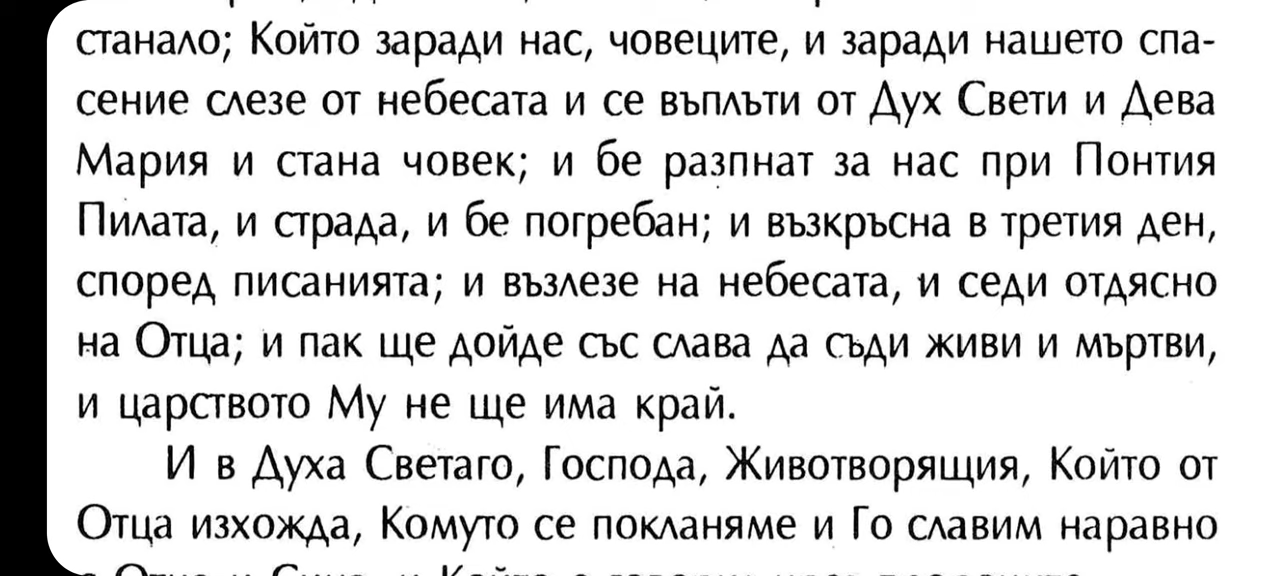 станало; Който заради нас, човеците, и заради нашето спа-
сение слезе от небесата и се въплъти от Дух Свети и Дева
Мария и стана човек; и бе разпнат за нас при Понтия
Пилата, и страда, и бе погребан; и възкръсна в третия ден,
според писанията; и възлезе на небесата, и седи отдясно
на Отца; и пак ще дойде със слава да съди живи и мъртви,
и царството Му не ще има край.
И в Духа Светаго, Господа, Животворящия, Който от
Отца изхожда, Комуто се покланяме и Го славим наравно